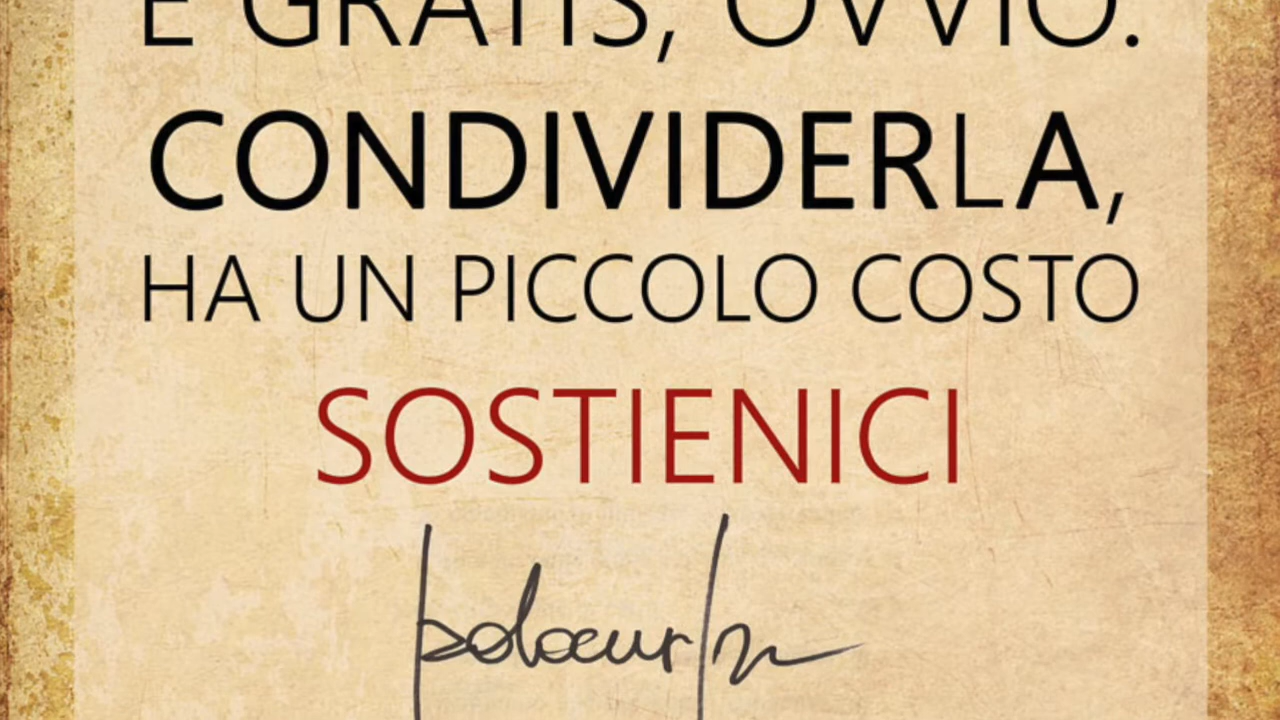 È GRATIS, OVVIO.
CONDIVIDERLA,
HA UN PICCOLO COSTO
SOSTIENICI